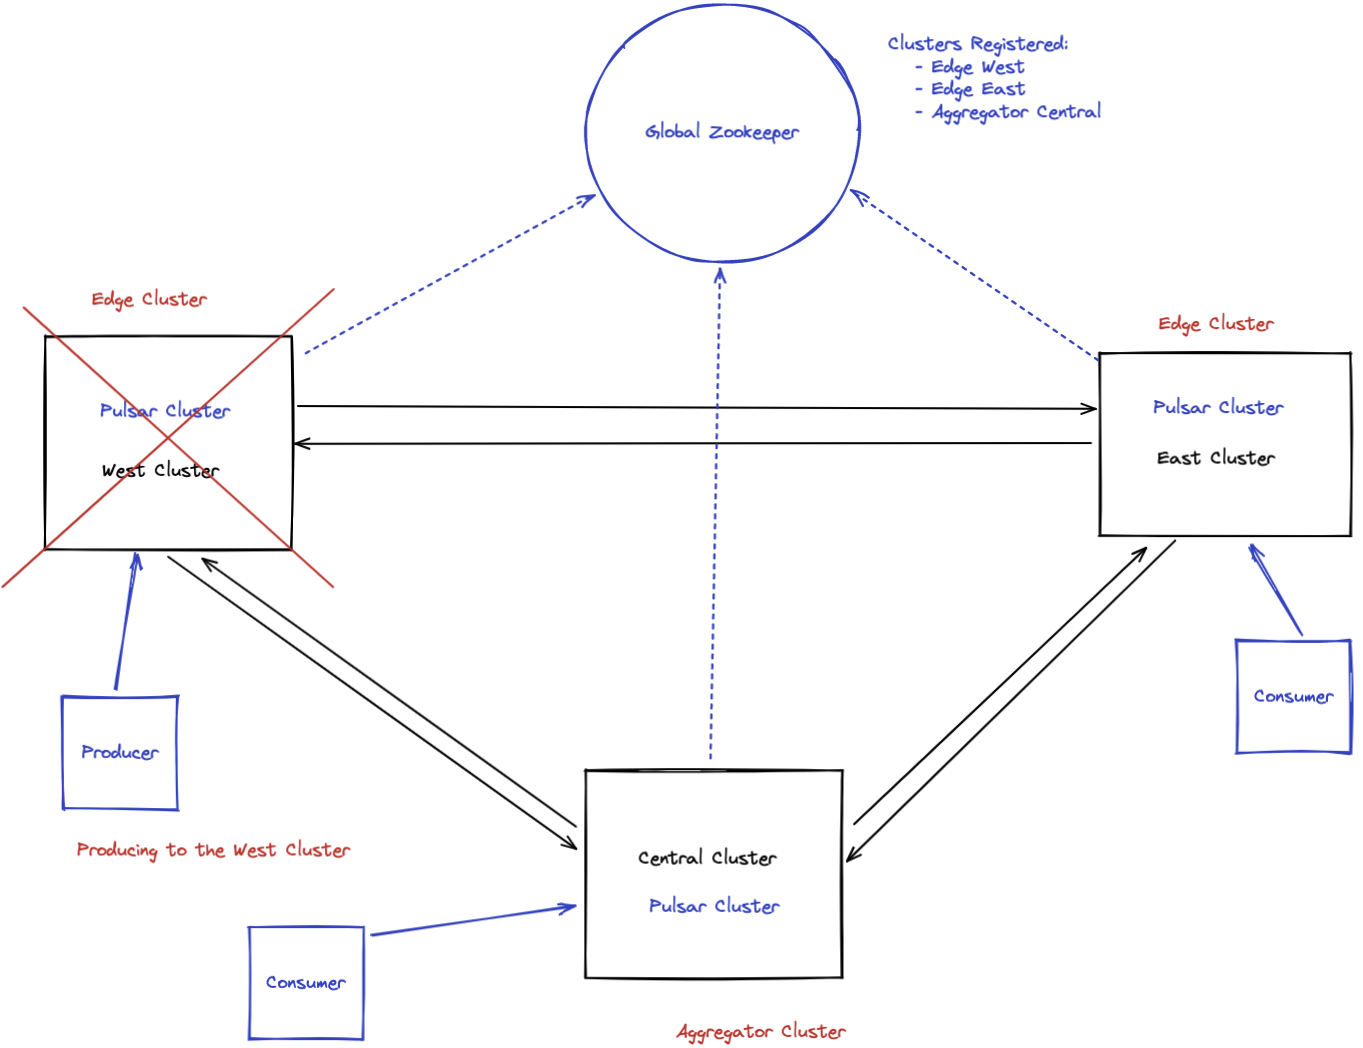 Clusters Registered:
- Edge West
- Edge East
- Aggregator Central
Global Zookeeper
Edge Cluster
Edge Cluster
Pulsar Cluster
West Cluster
Pulsar Cluster
East Cluster
Producer
Consumer
Producing to the West Cluster
Central Cluster
Pulsar Cluster
Consumer
Aggregator Cluster